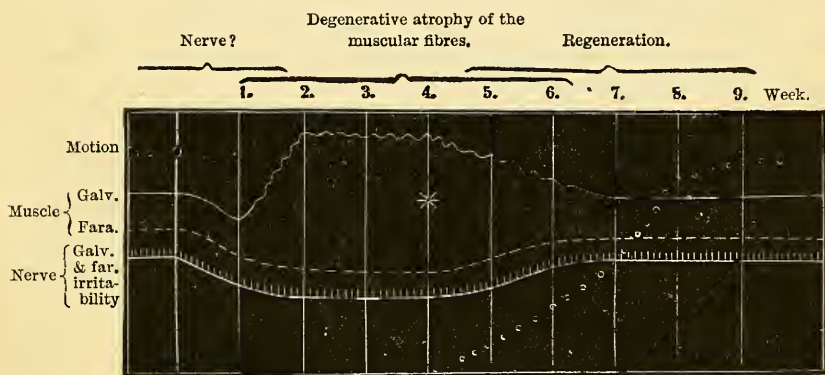 Degenerative atrophy of the
Nerve? muscular fibres. Regeneration.
1. 2. 3. 4. 5. 6. 7. 8. 9. Week.
Motion
Muscle Galv.
Fara.
Nerve Galv.
& far.
irrita-
bility